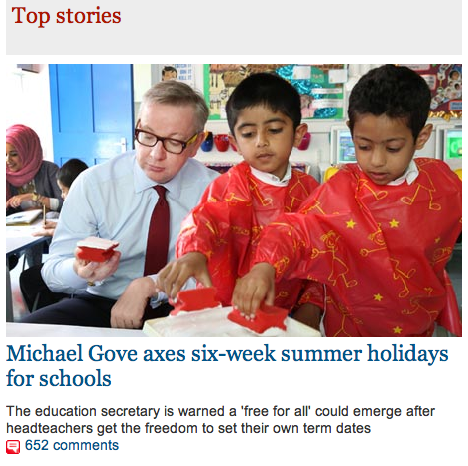 Top stories
Michael Gove axes six-week summer holidays
for schools
The education secretary is warned a 'free for all' could emerge after
headteachers get the freedom to set their own term dates
652 comments